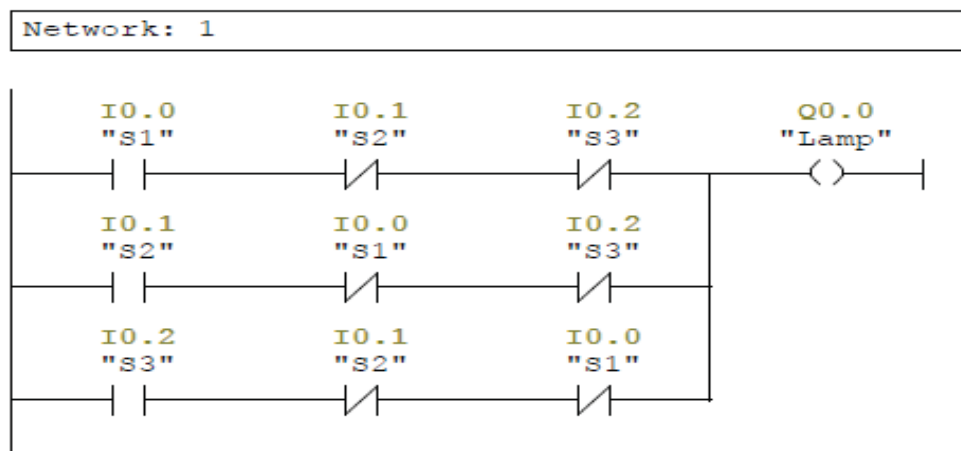 Network: 1
I0.0 I0.1 I0.2 Q0.0
"S1" "S2" "S3" "Lamp"
I0.1 I0.0 I0.2
"S2" "S1" "S3"
I0.2 I0.1 I0.0
"S3" "S2" "S1"